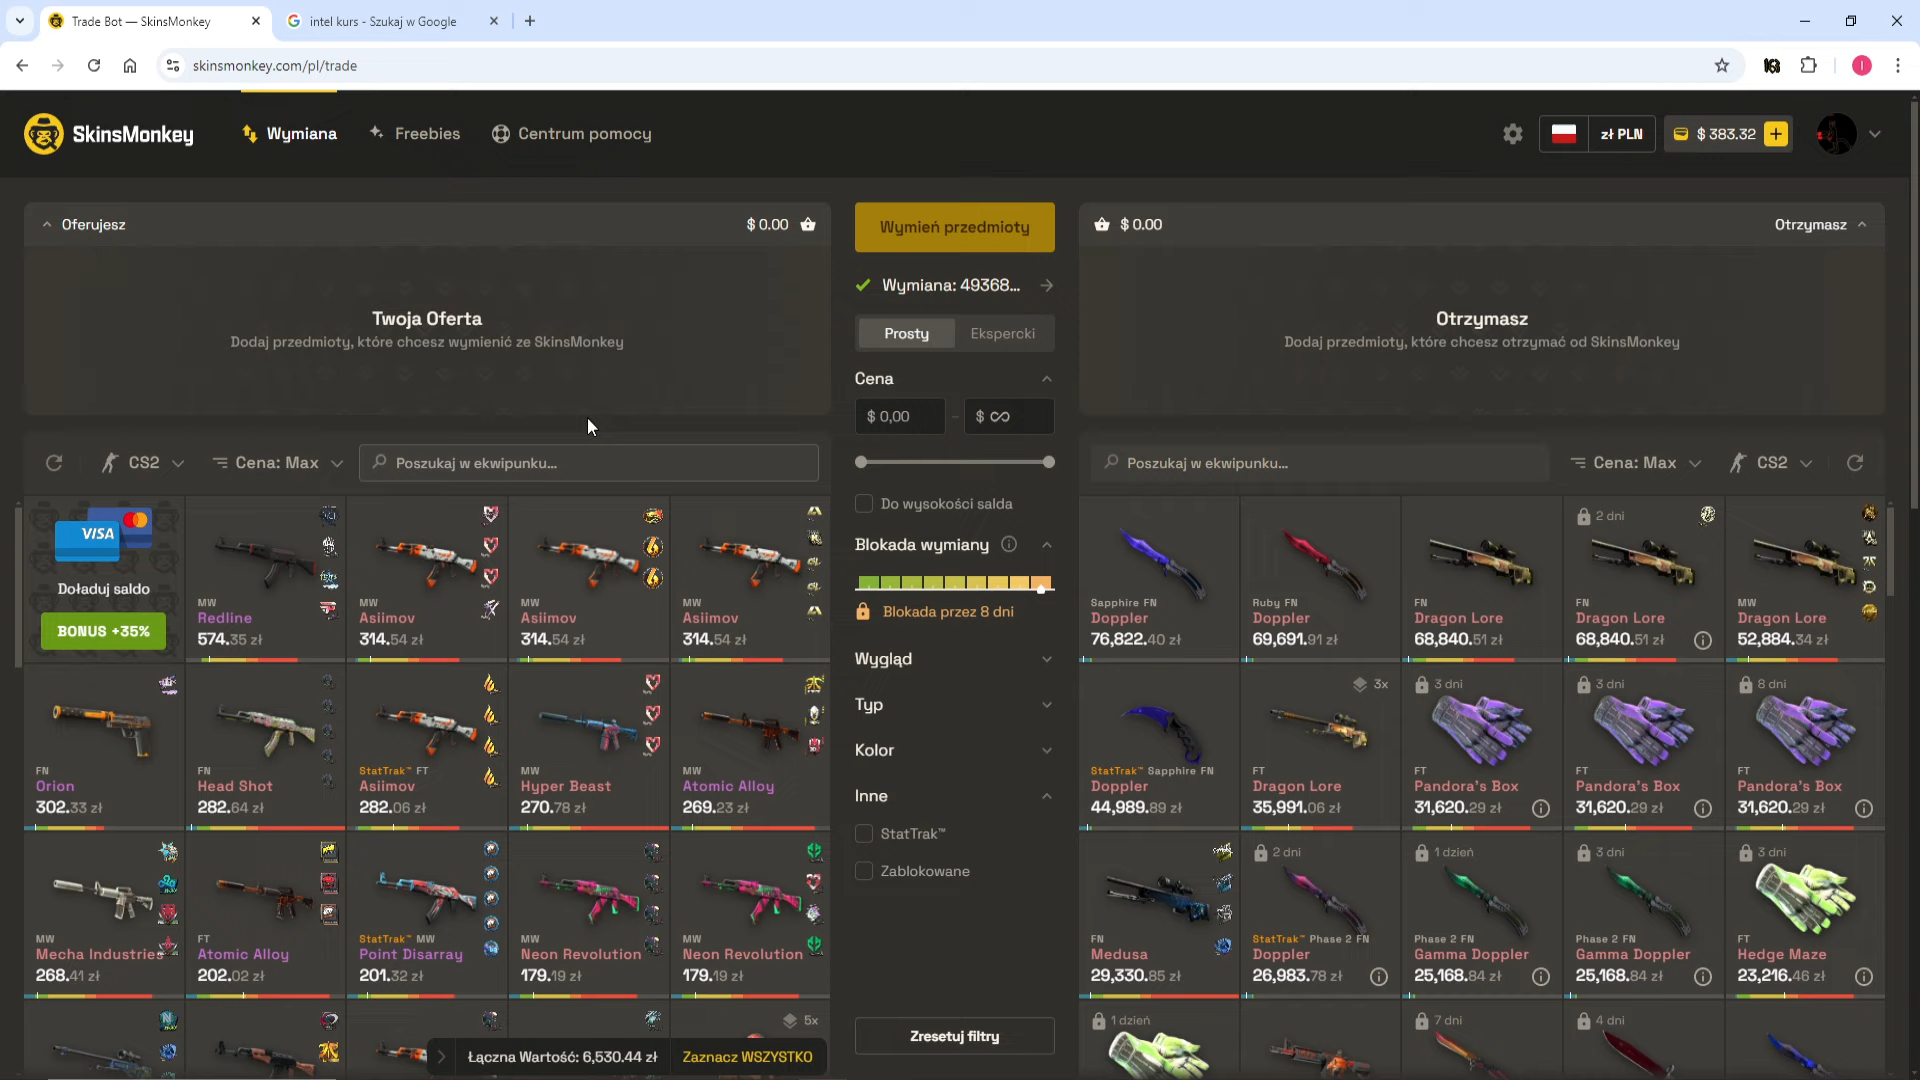 Trade Bot — SkinsMonkey
intel kurs - Szukaj w Google
skinsmonkey.com/pl/trade
SkinsMonkey
Wymiana
Freebies
Centrum pomocy
zł PLN
$ 383.32
Oferujesz
$ 0.00
Twoja Oferta
Dodaj przedmioty, które chcesz wymienić ze SkinsMonkey
CS2
Cena: Max
Poszukaj w ekwipunku...
VISA
Doładuj saldo
BONUS +35%
MW
Redline
574.35 zł
MW
Asiimov
314.54 zł
MW
Asiimov
314.54 zł
MW
Asiimov
314.54 zł
FN
Orion
302.33 zł
FN
Head Shot
282.64 zł
StatTrak™ FT
Asiimov
282.06 zł
MW
Hyper Beast
270.78 zł
MW
Atomic Alloy
269.23 zł
MW
Mecha Industries
268.41 zł
FT
Atomic Alloy
202.02 zł
StatTrak™ MW
Point Disarray
201.32 zł
MW
Neon Revolution
179.19 zł
MW
Neon Revolution
179.19 zł
5x
Łączna Wartość: 6,530.44 zł
Zaznacz WSZYSTKO
Wymień przedmioty
Wymiana: 49368...
Prosty
Ekspercki
Cena
$ 0,00
-
$ ∞
Do wysokości salda
Blokada wymiany
Blokada przez 8 dni
Wygląd
Typ
Kolor
Inne
StatTrak™
Zablokowane
Zresetuj filtry
$ 0.00
Otrzymasz
Otrzymasz
Dodaj przedmioty, które chcesz otrzymać od SkinsMonkey
Poszukaj w ekwipunku...
Cena: Max
CS2
Sapphire FN
Doppler
76,822.40 zł
Ruby FN
Doppler
69,691.91 zł
FN
Dragon Lore
68,840.51 zł
2 dni
FN
Dragon Lore
68,840.51 zł
MW
Dragon Lore
52,884.34 zł
StatTrak™ Sapphire FN
Doppler
44,989.89 zł
3x
FT
Dragon Lore
35,991.06 zł
3 dni
FT
Pandora's Box
31,620.29 zł
3 dni
FT
Pandora's Box
31,620.29 zł
8 dni
FT
Pandora's Box
31,620.29 zł
FN
Medusa
29,330.85 zł
2 dni
StatTrak™ Phase 2 FN
Doppler
26,983.78 zł
1 dzień
Phase 2 FN
Gamma Doppler
25,168.84 zł
3 dni
Phase 2 FN
Gamma Doppler
25,168.84 zł
3 dni
FT
Hedge Maze
23,216.46 zł
1 dzień
7 dni
4 dni